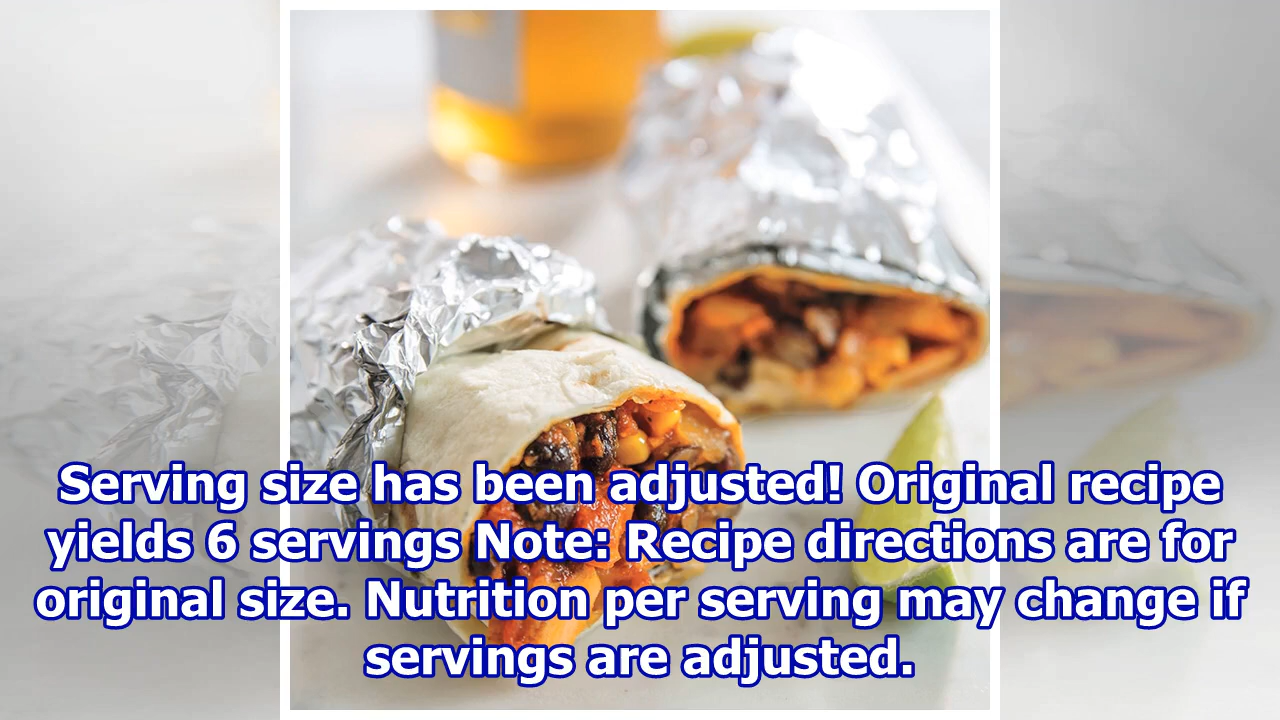 Serving size has been adjusted! Original recipe
yields 6 servings Note: Recipe directions are for
original size. Nutrition per serving may change if
servings are adjusted.